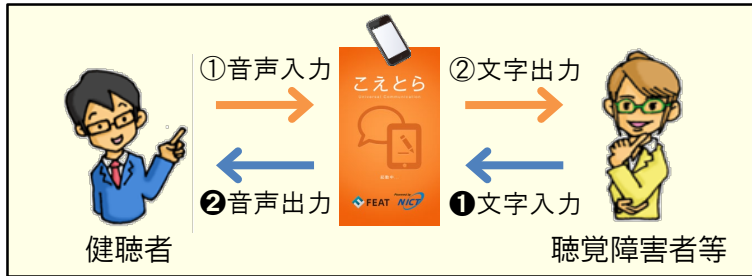 ①音声入力
②文字出力
こえとら
FEAT
NICT
❷音声出力
❶文字入力
健聴者
聴覚障害者等